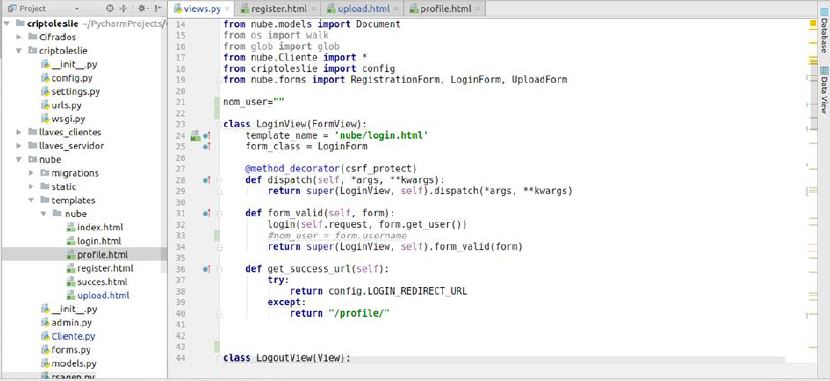 Project
views.py
register.html
upload.html
profile.html
criptoleslie ~/PycharmProjects/
Cifrados
criptoleslie
__init__.py
config.py
settings.py
urls.py
wsgi.py
llaves_clientes
llaves_servidor
nube
migrations
static
templates
nube
index.html
login.html
profile.html
register.html
succes.html
upload.html
__init__.py
admin.py
Cliente.py
forms.py
models.py
rsagen.py
14 from nube.models import Document
15 from os import walk
16 from glob import glob
17 from nube.Cliente import *
18 from criptoleslie import config
19 from nube.forms import RegistrationForm, LoginForm, UploadForm
20
21 nom_user=""
22
23 class LoginView(FormView):
24 template_name = 'nube/login.html'
25 form_class = LoginForm
26
27 @method_decorator(csrf_protect)
28 def dispatch(self, *args, **kwargs):
29 return super(LoginView, self).dispatch(*args, **kwargs)
30
31 def form_valid(self, form):
32 login(self.request, form.get_user())
33 #nom_user = form.username
34 return super(LoginView, self).form_valid(form)
35
36 def get_success_url(self):
37 try:
38 return config.LOGIN_REDIRECT_URL
39 except:
40 return "/profile/"
41
42
43
44 class LogoutView(View):
Database
Data View